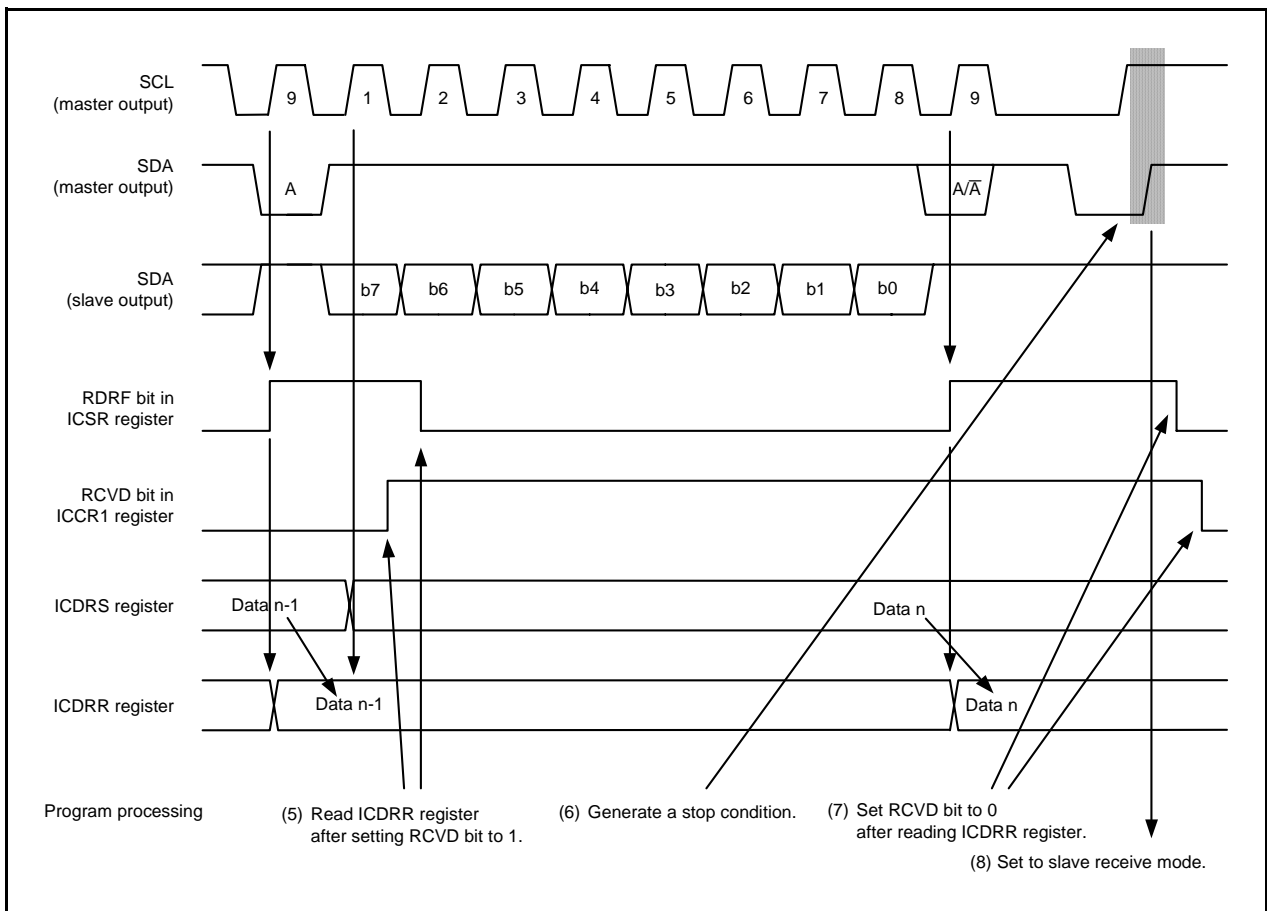 SCL
(master output)
9 1 2 3 4 5 6 7 8 9
SDA
(master output)
A A/A̅
SDA
(slave output)
b7 b6 b5 b4 b3 b2 b1 b0
RDRF bit in
ICSR register
RCVD bit in
ICCR1 register
ICDRS register Data n-1 Data n
ICDRR register Data n-1 Data n
Program processing
(5) Read ICDRR register
after setting RCVD bit to 1.
(6) Generate a stop condition.
(7) Set RCVD bit to 0
after reading ICDRR register.
(8) Set to slave receive mode.